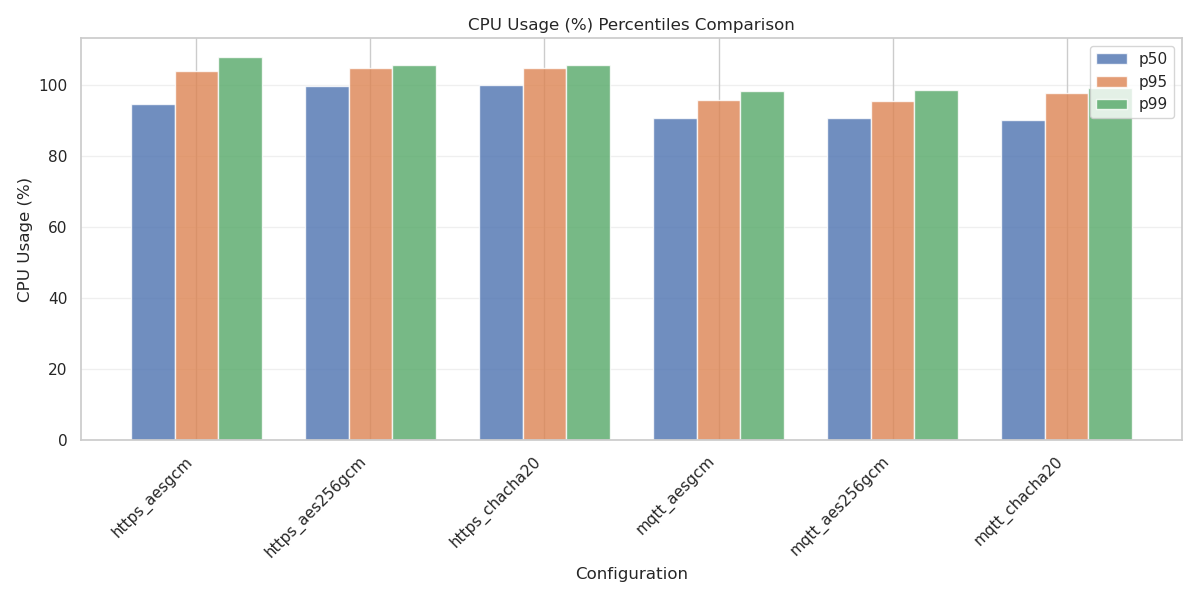 CPU Usage (%) Percentiles Comparison
CPU Usage (%)
100
80
60
40
20
0
p50
p95
p99
https_aesgcm
https_aes256gcm
https_chacha20
mqtt_aesgcm
mqtt_aes256gcm
mqtt_chacha20
Configuration